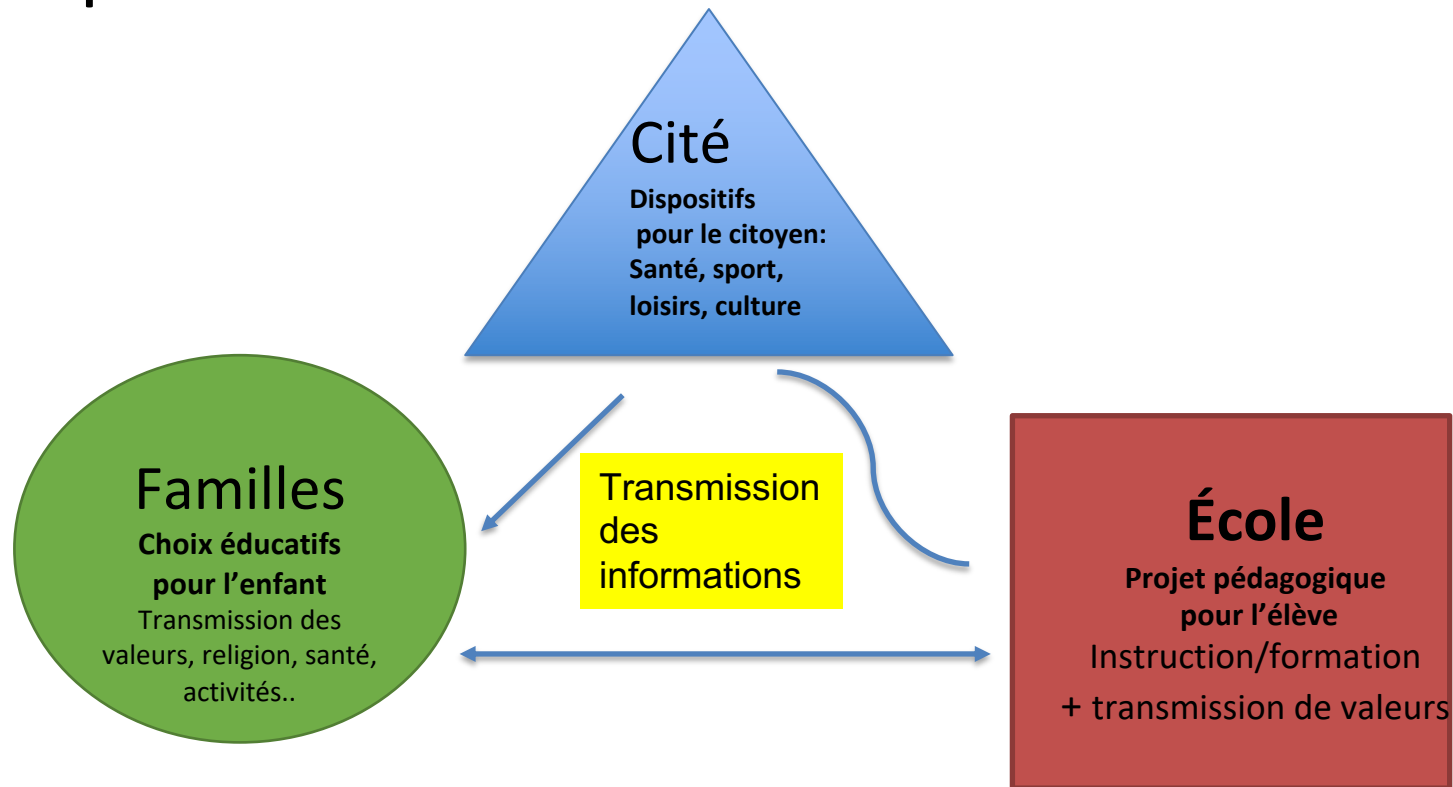 Cité
Dispositifs
pour le citoyen:
Santé, sport,
loisirs, culture
Familles
Choix éducatifs
pour l’enfant
Transmission des
valeurs, religion, santé,
activités..
Transmission
des
informations
École
Projet pédagogique
pour l’élève
Instruction/formation
+ transmission de valeurs